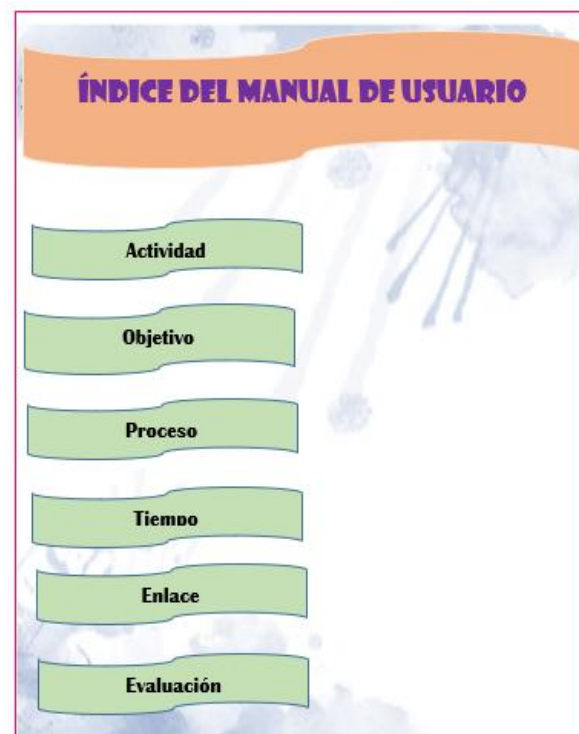 ÍNDICE DEL MANUAL DE USUARIO
Actividad
Objetivo
Proceso
Tiempo
Enlace
Evaluación